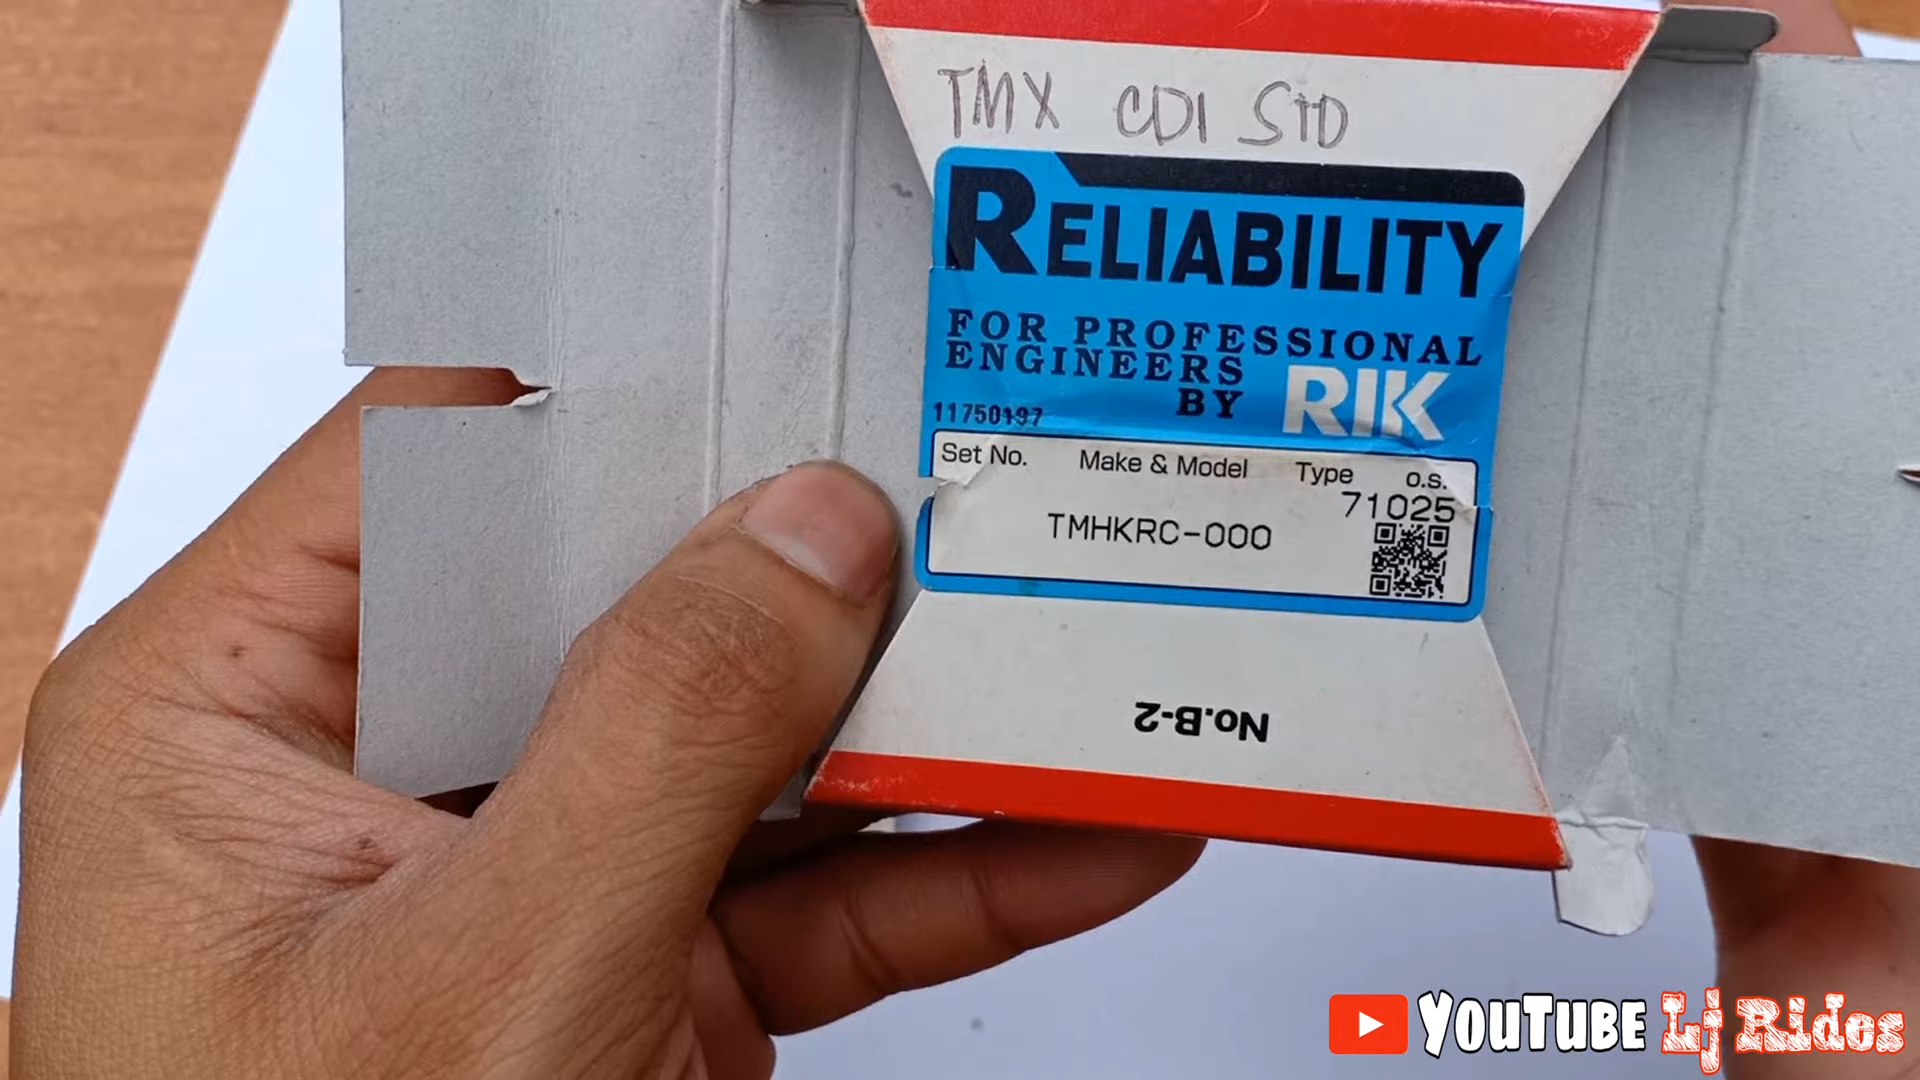 TMX CDI STD
RELIABILITY
FOR PROFESSIONAL
ENGINEERS
BY RIK
11750197
Set No. Make & Model Type o.s.
71025
TMHKRC-000
No.B-2
YOUTUBE Lj Rides